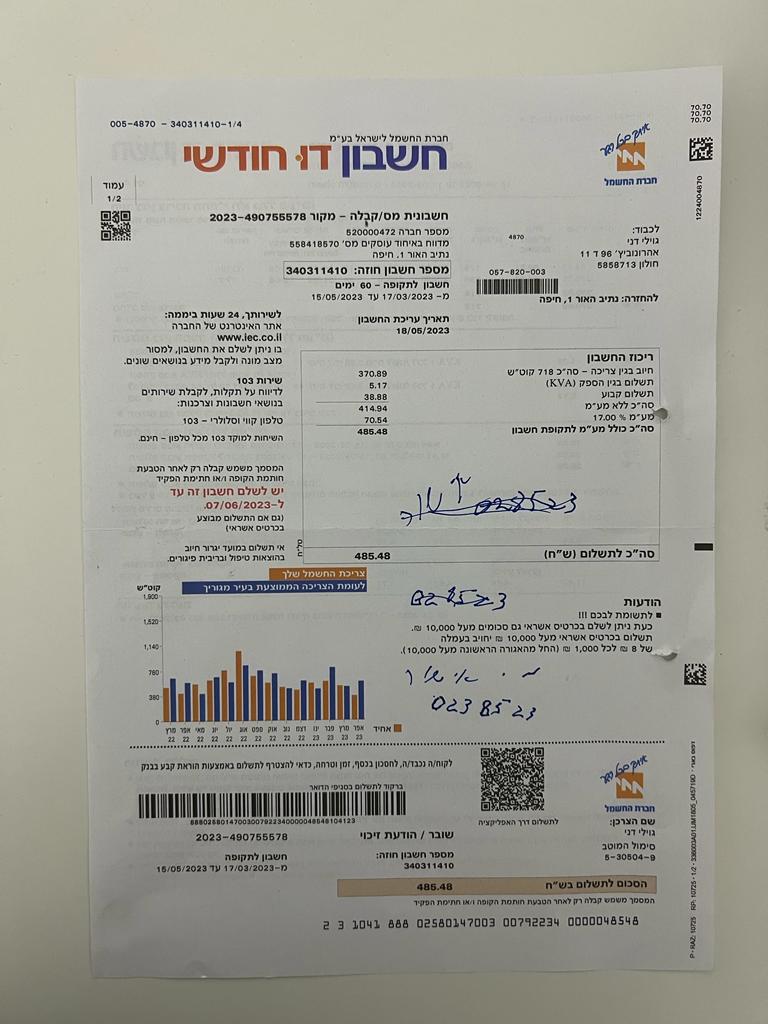 005-4870 - 340311410-1/4
חברת החשמל לישראל בע״מ
חשבון דו חודשי
חברת החשמל
70.70
70.70
70.70
1224004870
עמוד
1/2
חשבונית מס/קבלה - מקור 2023-490755578
מספר חברה 520000472
מדווח באיחוד עוסקים מס' 558418570
נתיב האור 1. חיפה
מספר חשבון חוזה: 340311410
חשבון לתקופה - 60 ימים
מ- 17/03/2023 עד 15/05/2023
תאריך עריכת החשבון
18/05/2023
לכבוד:
גוילי דני
4870
אהרונוביץ' 96 ד 11
חולון 5858713
057-820-003
להחזרה: נתיב האור 1, חיפה
לשירותך, 24 שעות ביממה:
אתר האינטרנט של החברה
www.iec.co.il
בו ניתן לשלם את החשבון, למסור
מצב מונה ולקבל מידע בנושאים שונים.
שירות 103
לדיווח על תקלות, לקבלת שירותים
בנושאי חשבונות וצרכנות:
טלפון קווי וסלולרי - 103
השיחות למוקד 103 מכל טלפון - חינם.
המסמך משמש קבלה רק לאחר הטבעת
חותמת הקופה ו/או חתימת הפקיד
יש לשלם חשבון זה עד
ל-07/06/2023.
(גם אם התשלום מבוצע
בכרטיס אשראי)
אי תשלום במועד יגרור חיוב
בהוצאות טיפול ובריבית פיגורים.
ריכוז החשבון
חיוב בגין צריכה - סה״כ 718 קוט״ש 370.89
תשלום בגין הספק (KVA) 5.17
תשלום קבוע 38.88
סה״כ ללא מע״מ 414.94
מע״מ % 17.00 70.54
סה״כ כולל מע״מ לתקופת חשבון 485.48
סה״כ לתשלום (ש״ח) 485.48
צריכת החשמל שלך
לעומת הצריכה הממוצעת בעיר מגוריך
קוט״ש
1,900
1,520
1,140
760
380
0
מרץ אפר מאי יונ יול אוג ספט אוק נוב דצמ ינו פבר מרץ אפר
22 22 22 22 22 22 22 22 22 22 23 23 23 23
אחיד
הודעות
לתשומת לבכם !!!
כעת ניתן לשלם בכרטיס אשראי גם סכומים מעל 10,000 ₪.
תשלום בכרטיס אשראי מעל 10,000 ₪ יחויב בעמלה
של 8 ₪ לכל 1,000 ₪ (החל מהאגורה הראשונה מעל 10,000).
0238523
לקוח/ה נכבד/ה, לחסכון בכסף, זמן וטרחה, כדאי להצטרף לתשלום באמצעות הוראת קבע בבנק
ברקוד לתשלום בסניפי הדואר
לתשלום דרך האפליקציה
חברת החשמל
שם הצרכן:
גוילי דני
סימול המוטב
5-30504-9
שובר / הודעת זיכוי 2023-490755578
מספר חשבון חוזה:
340311410
חשבון לתקופה
מ-17/03/2023 עד 15/05/2023
הסכום לתשלום בש״ח 485.48
המסמך משמש קבלה רק לאחר הטבעת חותמת הקופה ו/או חתימת הפקיד
2 3 1041 888 02580147003 00792234 0000048548